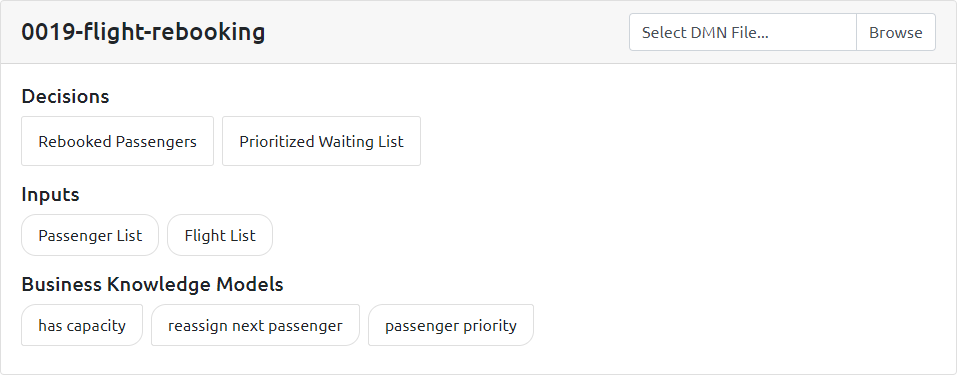 0019-flight-rebooking Select DMN File... Browse
Decisions
Rebooked Passengers Prioritized Waiting List
Inputs
Passenger List Flight List
Business Knowledge Models
has capacity reassign next passenger passenger priority